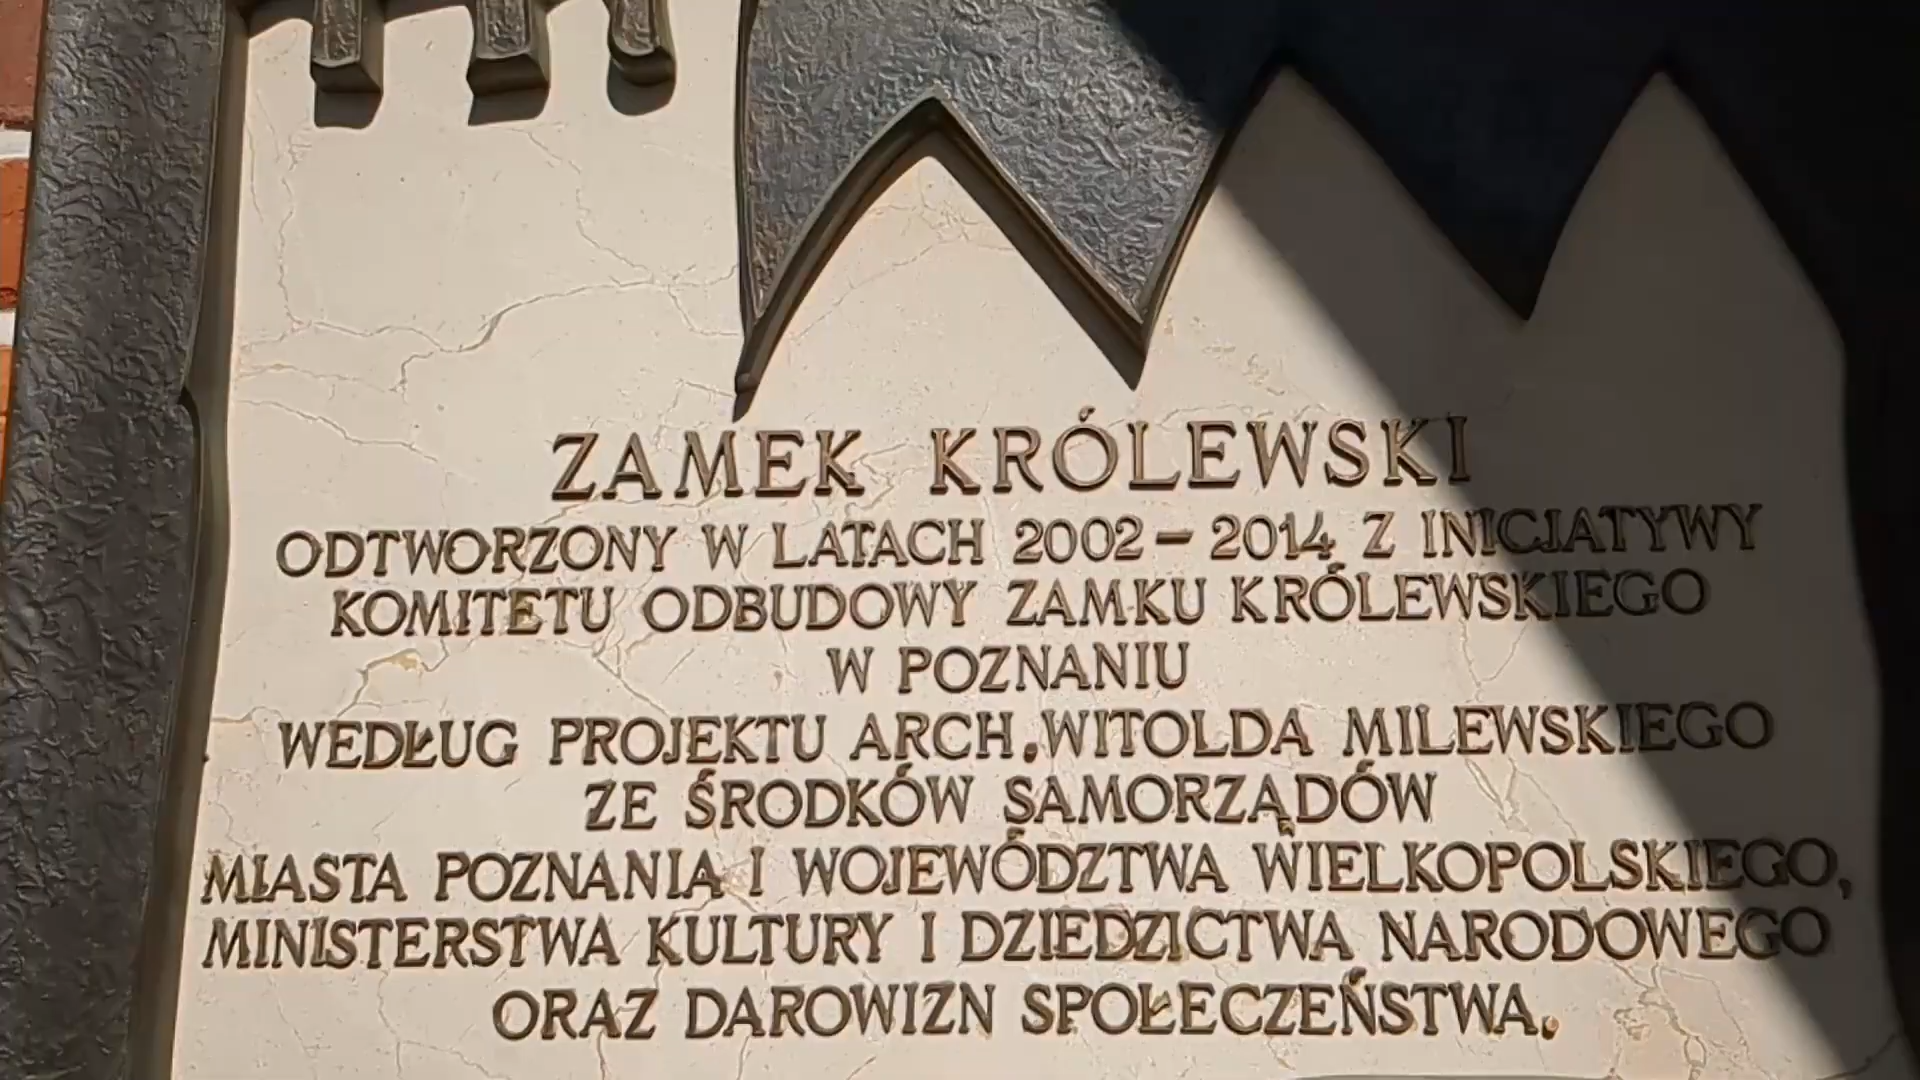 ZAMEK KRÓLEWSKI
ODTWORZONY W LATACH 2002 – 2014 Z INICJATYWY
KOMITETU ODBUDOWY ZAMKU KRÓLEWSKIEGO
W POZNANIU
WEDŁUG PROJEKTU ARCH. WITOLDA MILEWSKIEGO
ZE ŚRODKÓW SAMORZĄDÓW
MIASTA POZNANIA I WOJEWÓDZTWA WIELKOPOLSKIEGO,
MINISTERSTWA KULTURY I DZIEDZICTWA NARODOWEGO
ORAZ DAROWIZN SPOŁECZEŃSTWA.